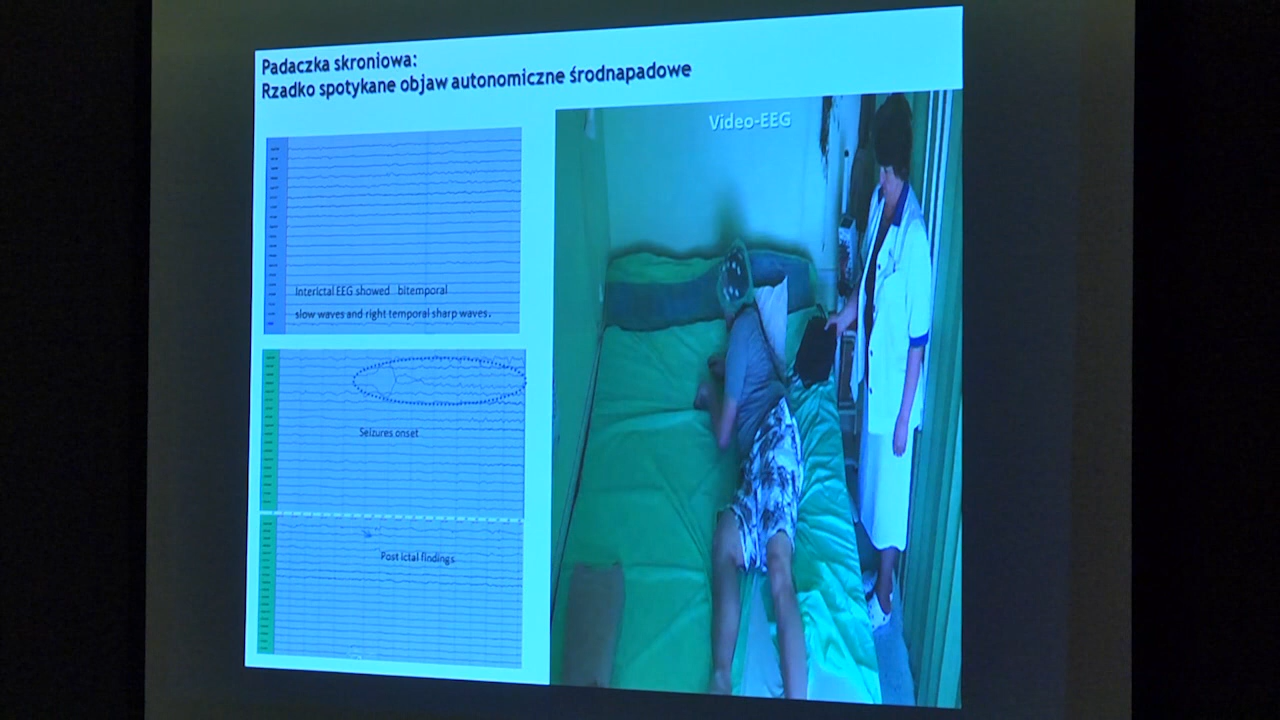 Padaczka skroniowa:
Rzadko spotykane objaw autonomiczne środnapadowe
Video-EEG
Interictal EEG showed bitemporal
slow waves and right temporal sharp waves.
Seizures onset
Post ictal findings